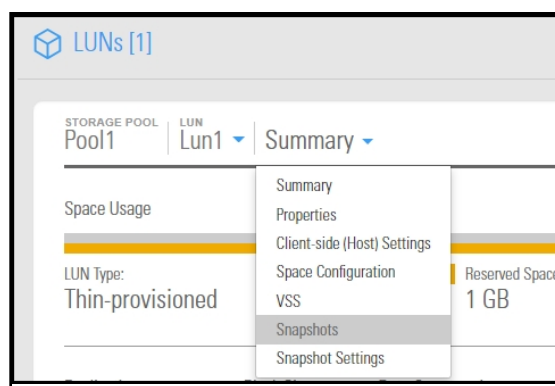 LUNs [1]
STORAGE POOL LUN
Pool1 Lun1 Summary
Summary
Space Usage
Properties
Client-side (Host) Settings
LUN Type: Space Configuration Reserved Space
Thin-provisioned VSS 1 GB
Snapshots
Snapshot Settings